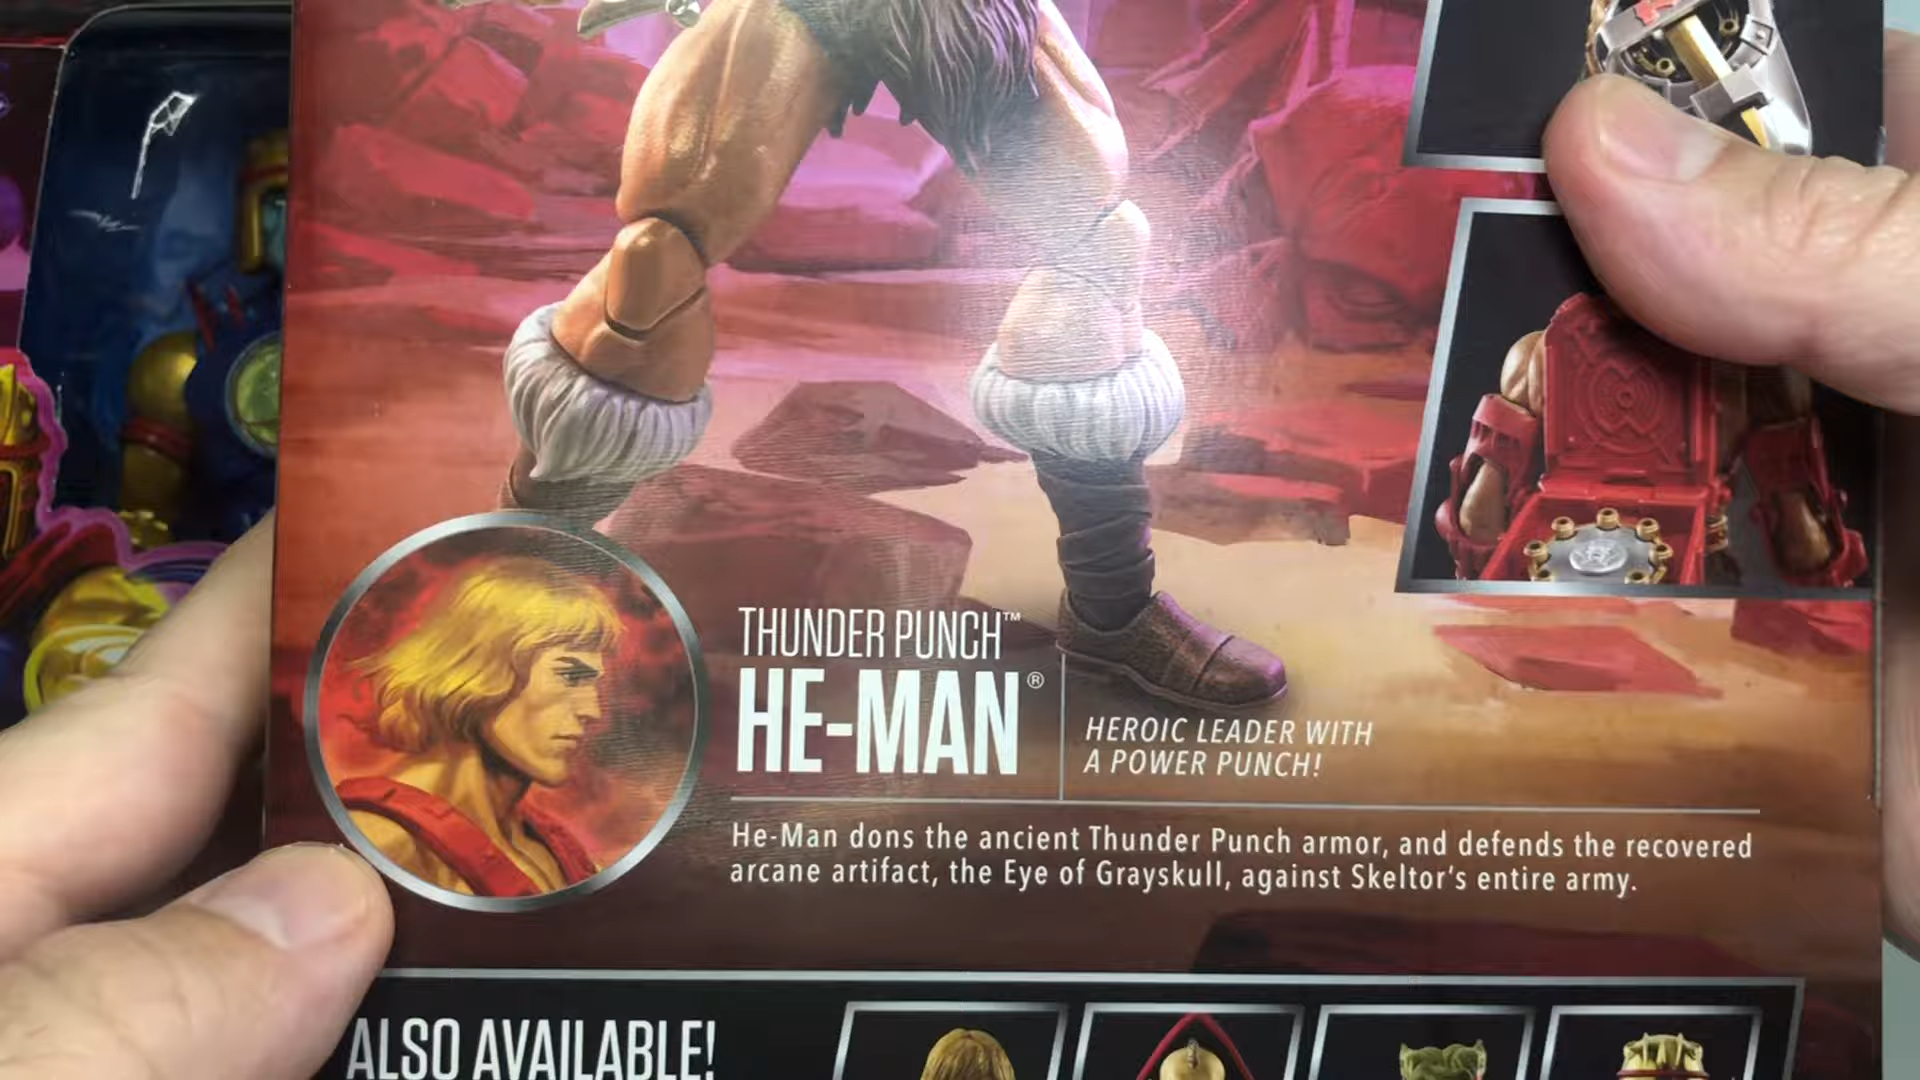 THUNDER PUNCH™
HE-MAN®
HEROIC LEADER WITH
A POWER PUNCH!
He-Man dons the ancient Thunder Punch armor, and defends the recovered
arcane artifact, the Eye of Grayskull, against Skeltor's entire army.
ALSO AVAILABLE!